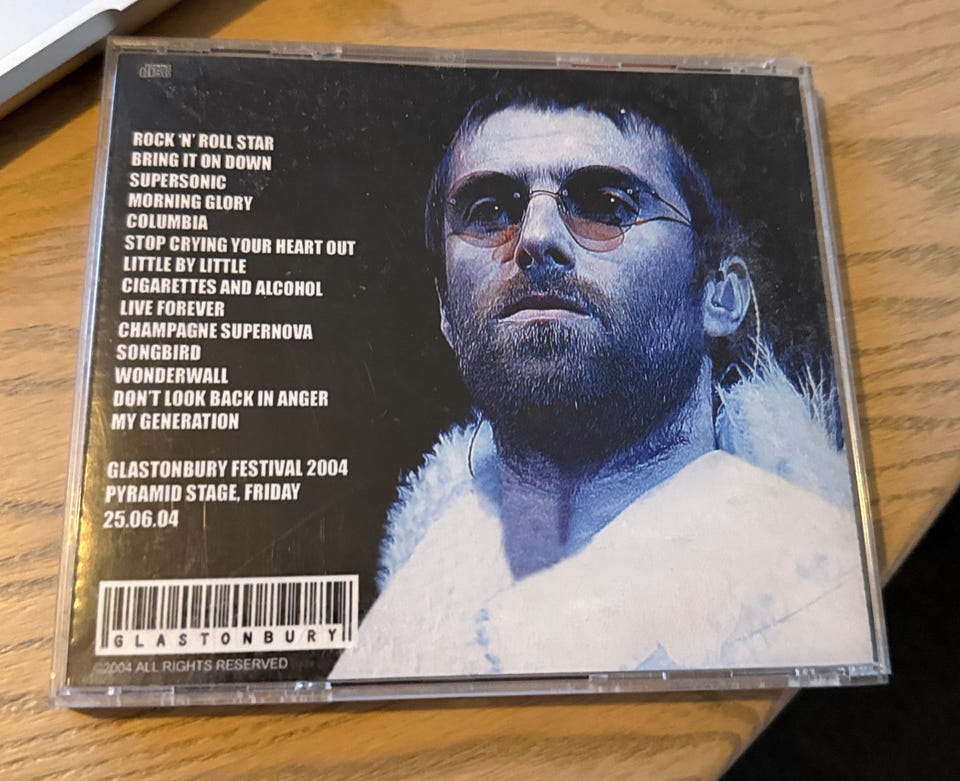 ROCK 'N' ROLL STAR
BRING IT ON DOWN
SUPERSONIC
MORNING GLORY
COLUMBIA
STOP CRYING YOUR HEART OUT
LITTLE BY LITTLE
CIGARETTES AND ALCOHOL
LIVE FOREVER
CHAMPAGNE SUPERNOVA
SONGBIRD
WONDERWALL
DON'T LOOK BACK IN ANGER
MY GENERATION
GLASTONBURY FESTIVAL 2004
PYRAMID STAGE, FRIDAY
25.06.04
GLASTONBURY
©2004 ALL RIGHTS RESERVED